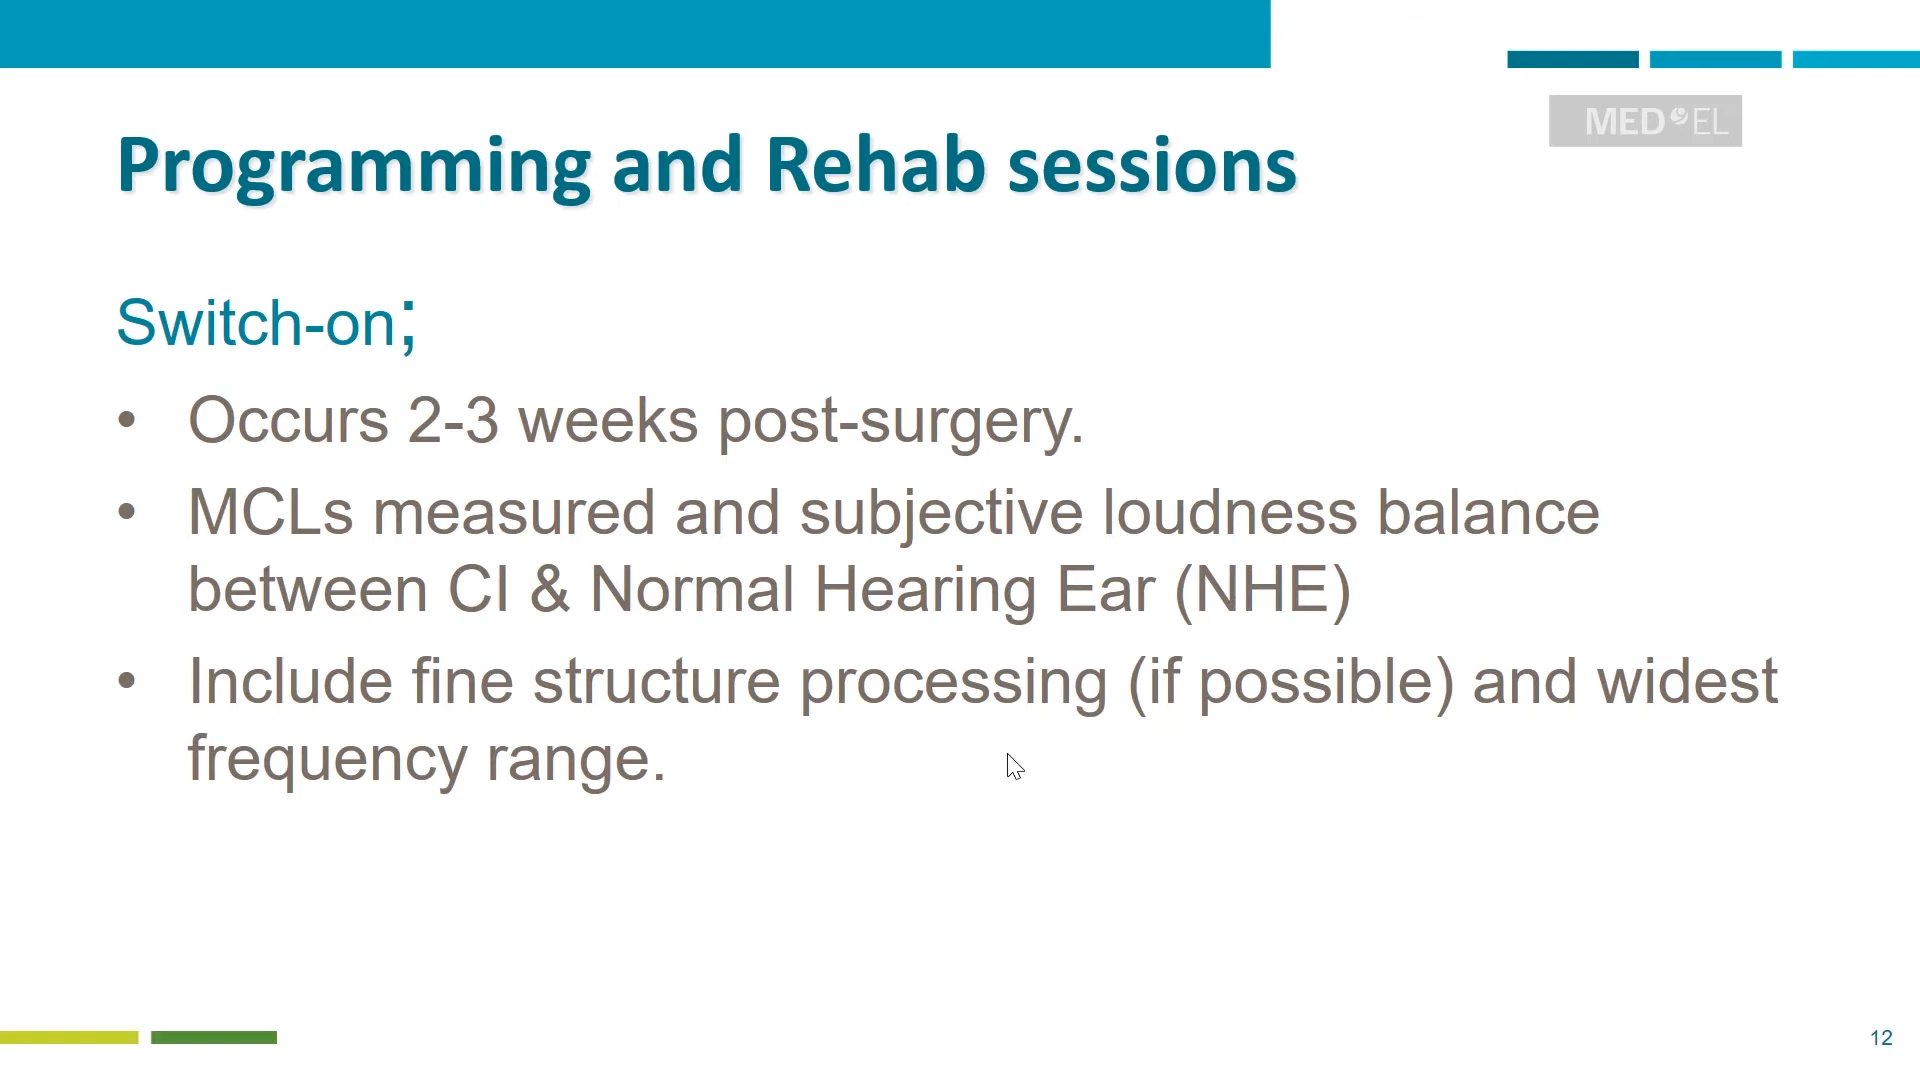 MED EL
Programming and Rehab sessions
Switch-on;
• Occurs 2-3 weeks post-surgery.
• MCLs measured and subjective loudness balance
between CI & Normal Hearing Ear (NHE)
• Include fine structure processing (if possible) and widest
frequency range.
12